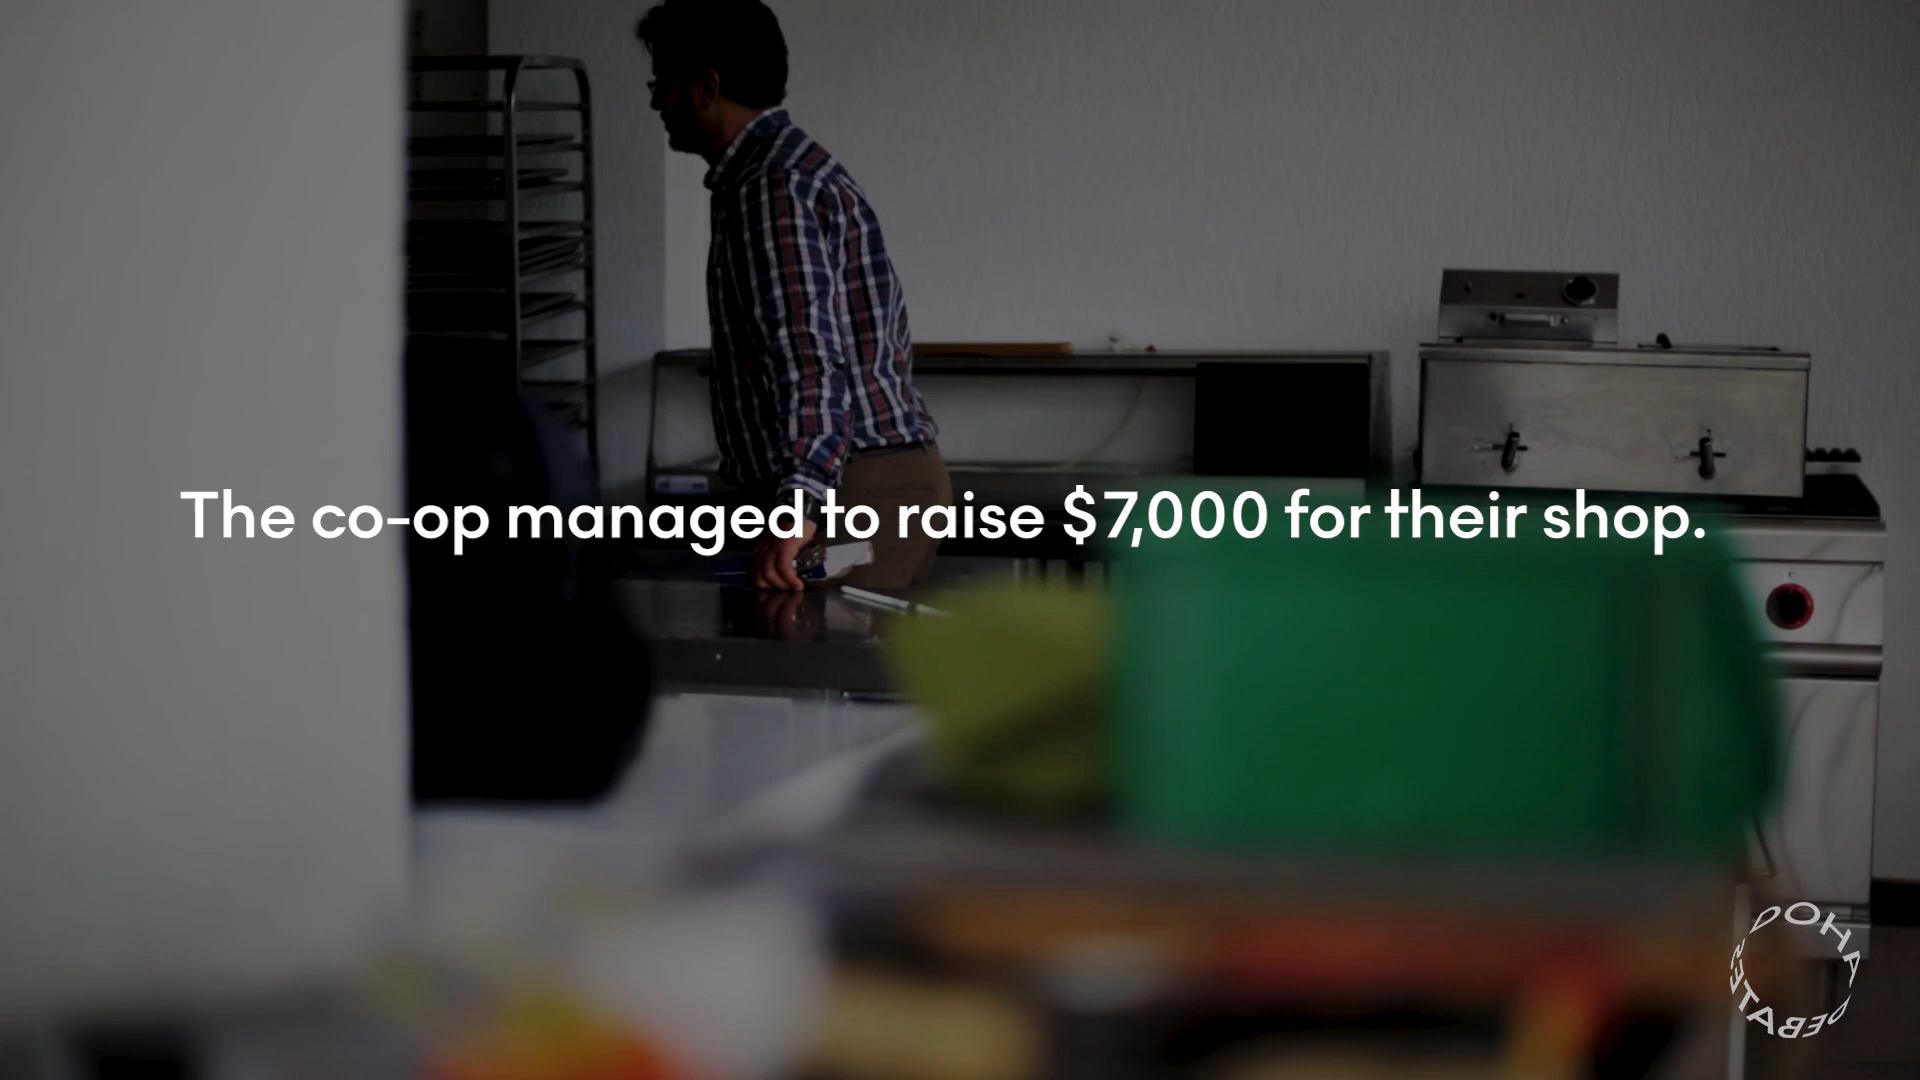 The co-op managed to raise $7,000 for their shop.
DOHA DEBATES